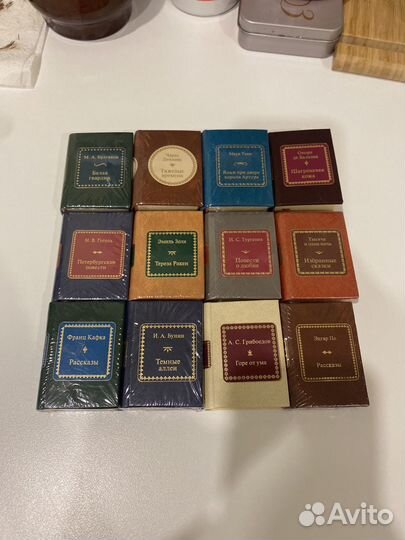 М. А. Булгаков
Белая
гвардия
Чарлз
Диккенс
Тяжелые
времена
Марк Твен
Янки при дворе
короля Артура
Оноре
де Бальзак
Шагреневая
кожа
Н. В. Гоголь
Петербургские
повести
Эмиль Золя
Тереза Ракен
И. С. Тургенев
Повести
о любви
Тысяча
и одна ночь
Избранные
сказки
Франц Кафка
Рассказы
И. А. Бунин
Темные
аллеи
А. С. Грибоедов
Горе от ума
Эдгар По
Рассказы
Avito